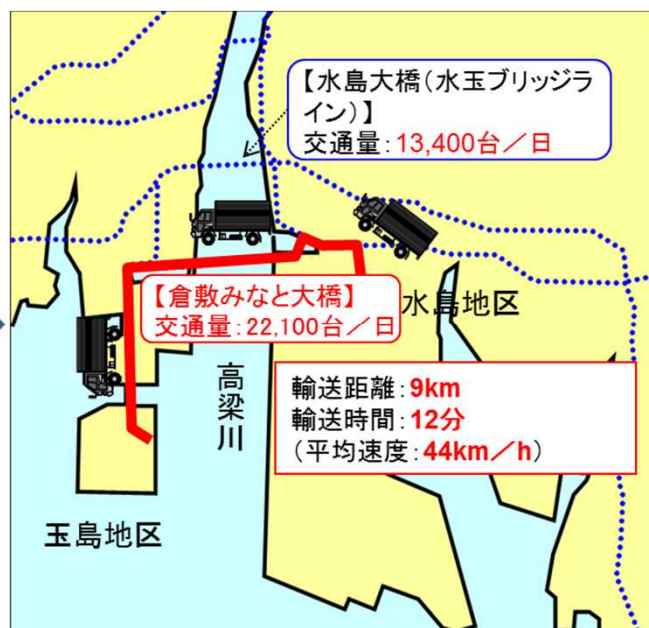 【水島大橋(水玉ブリッジラ
イン)】
交通量:13,400台/日
【倉敷みなと大橋】
交通量:22,100台/日
水島地区
高梁川
輸送距離:9km
輸送時間:12分
(平均速度:44km/h)
玉島地区